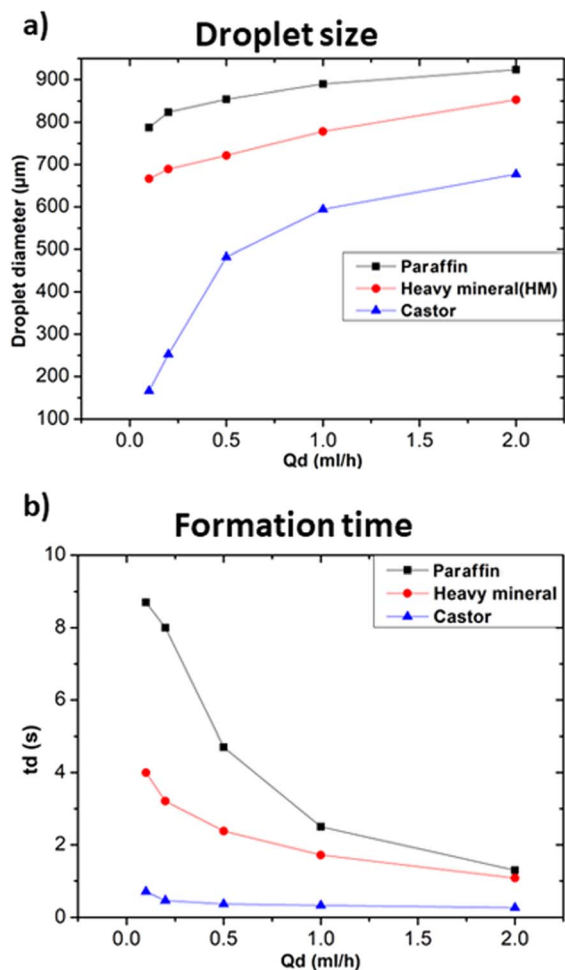 a)
Droplet size
900
800
700
600
500
400
300
200
100
Droplet diameter (µm)
Paraffin
Heavy mineral(HM)
Castor
0.0 0.5 1.0 1.5 2.0
Qd (ml/h)
b)
Formation time
10
8
6
4
2
0
td (s)
Paraffin
Heavy mineral
Castor
0.0 0.5 1.0 1.5 2.0
Qd (ml/h)